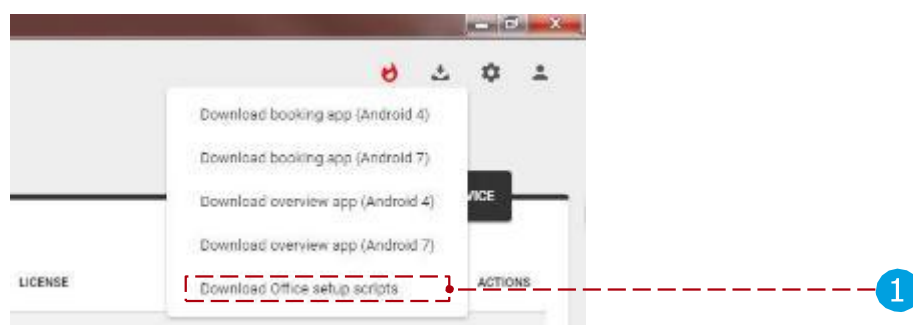 Download booking app (Android 4)
Download booking app (Android 7)
Download overview app (Android 4)
VICE
Download overview app (Android 7)
LICENSE
Download Office setup scripts
ACTIONS
1